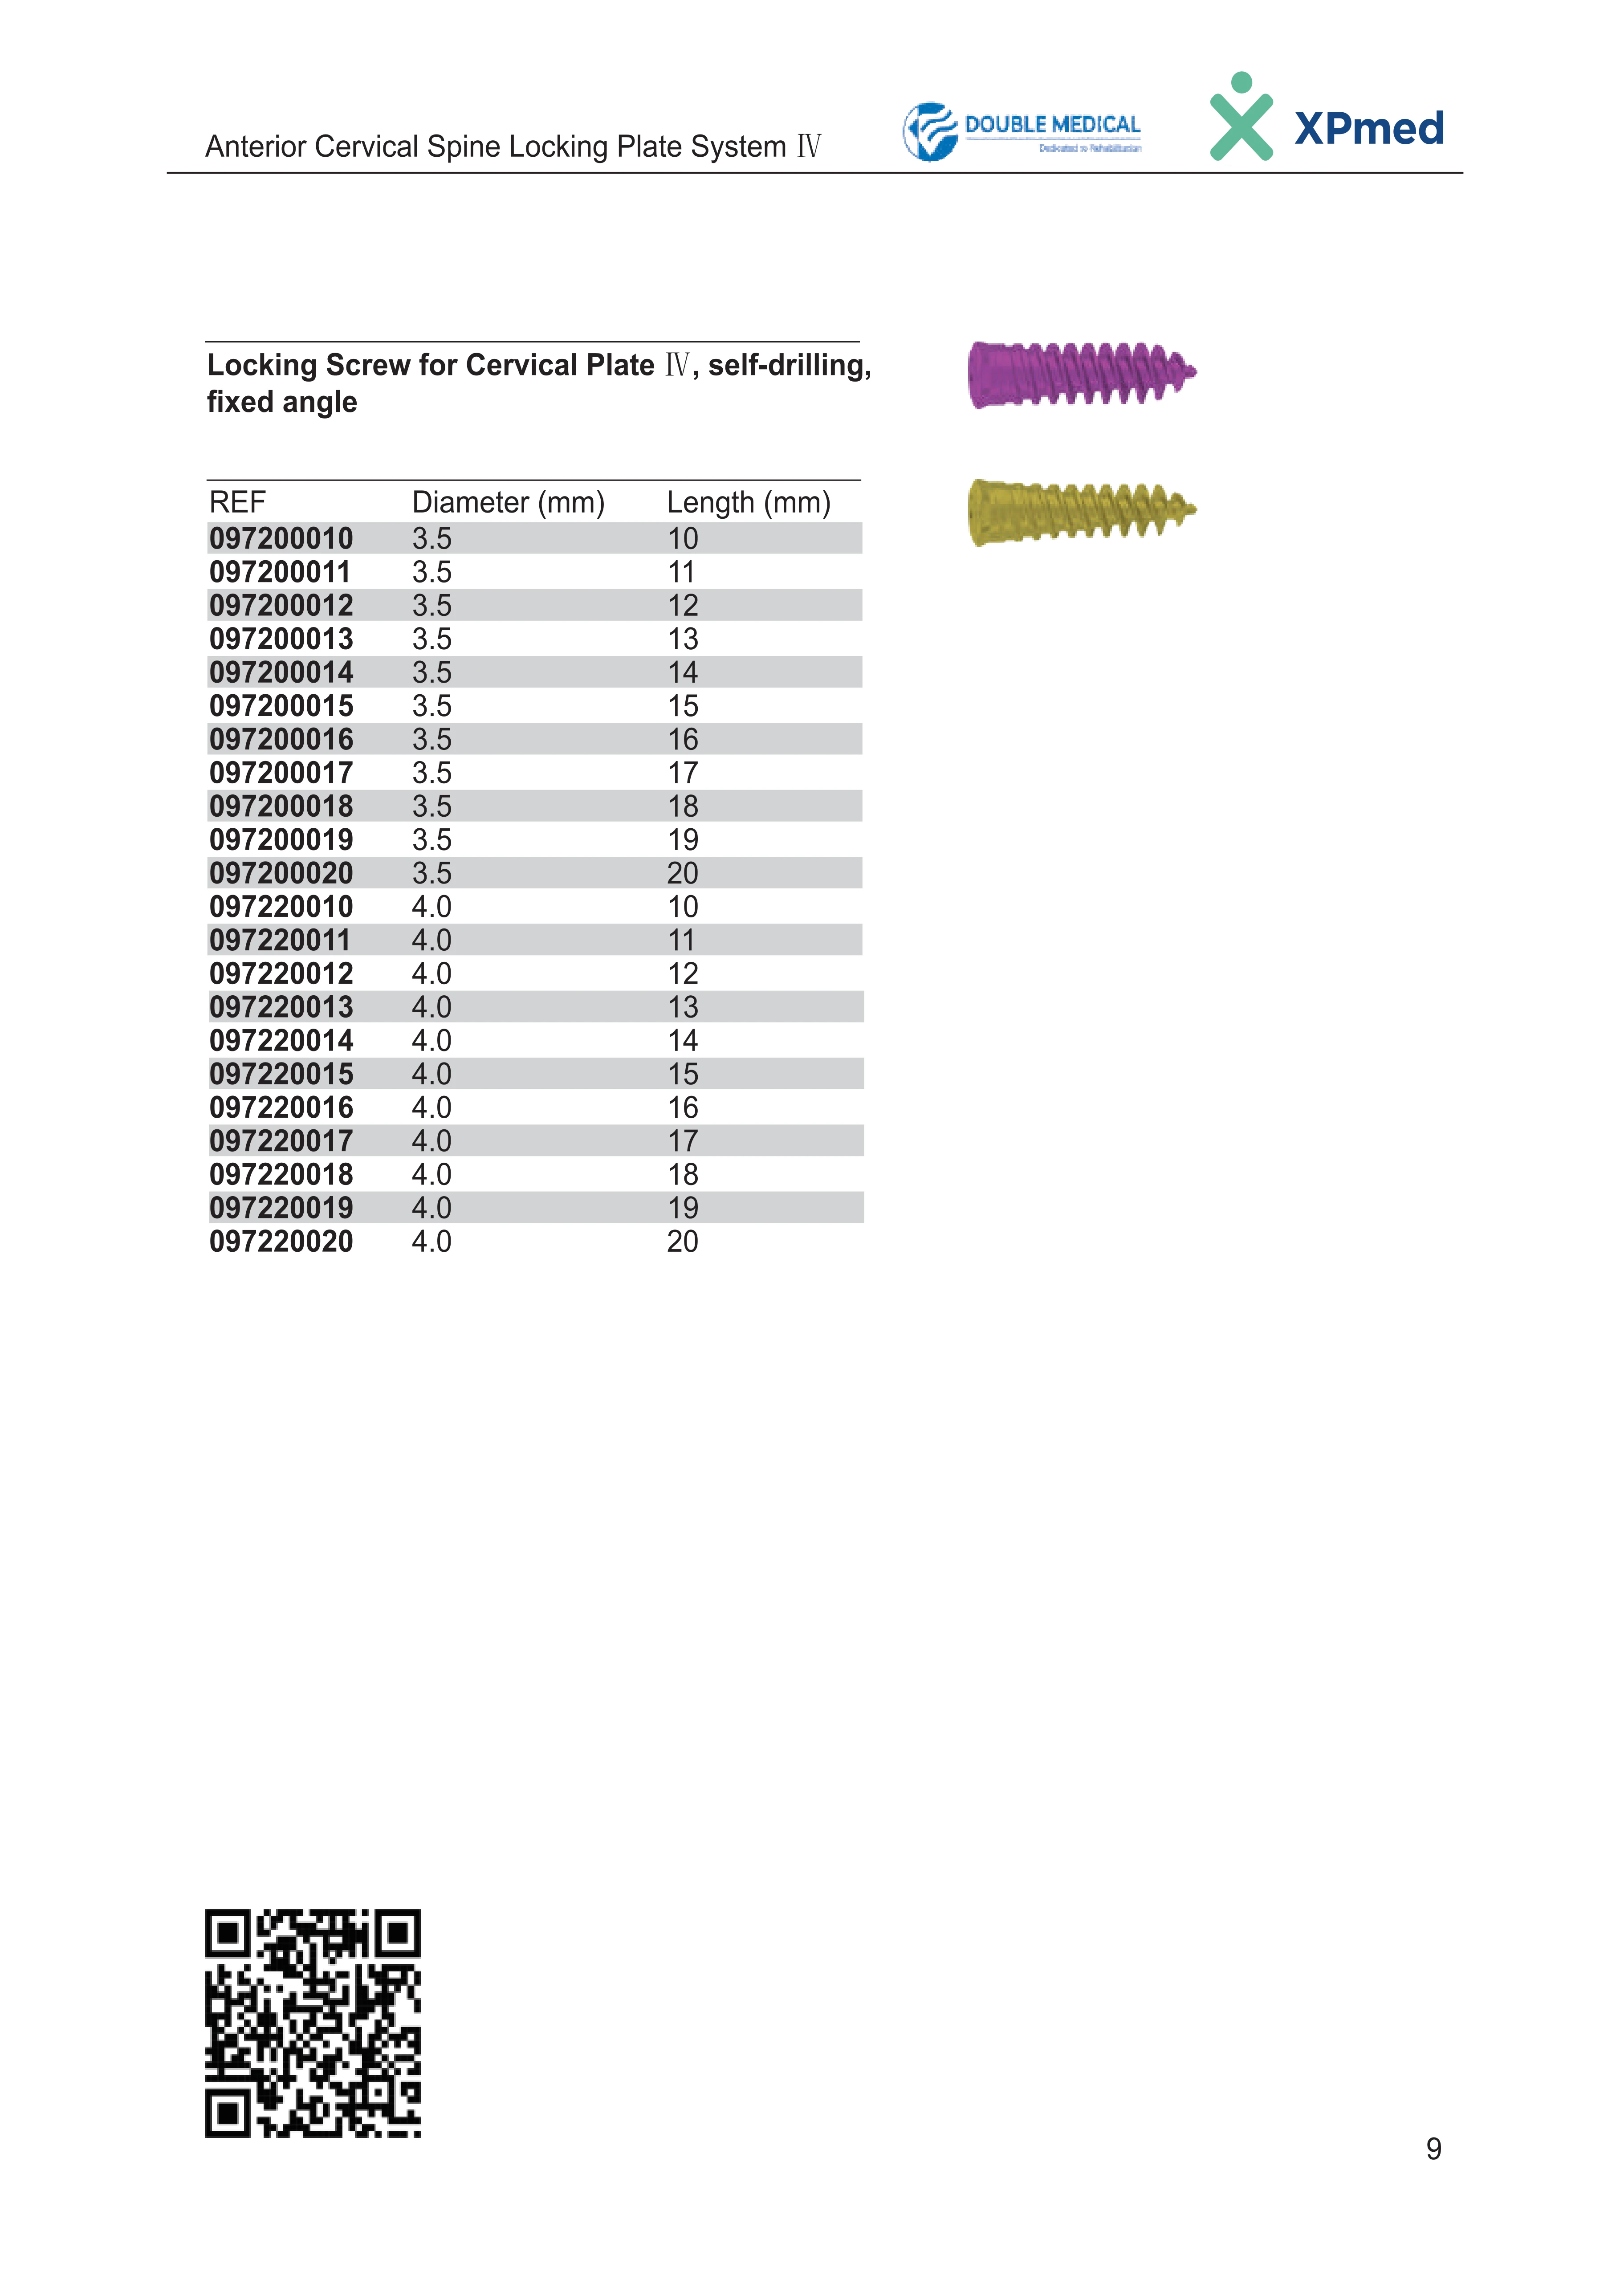 Anterior Cervical Spine Locking Plate System Ⅳ
DOUBLE MEDICAL
Dedicated to Rehabilitation
XPmed
Locking Screw for Cervical Plate Ⅳ, self-drilling,
fixed angle
REF Diameter (mm) Length (mm)
097200010 3.5 10
097200011 3.5 11
097200012 3.5 12
097200013 3.5 13
097200014 3.5 14
097200015 3.5 15
097200016 3.5 16
097200017 3.5 17
097200018 3.5 18
097200019 3.5 19
097200020 3.5 20
097220010 4.0 10
097220011 4.0 11
097220012 4.0 12
097220013 4.0 13
097220014 4.0 14
097220015 4.0 15
097220016 4.0 16
097220017 4.0 17
097220018 4.0 18
097220019 4.0 19
097220020 4.0 20
9